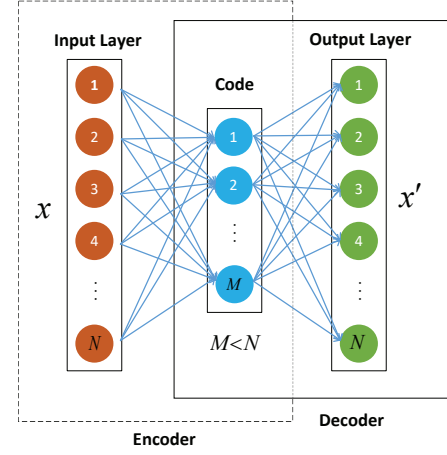 Input Layer
Output Layer
Code
1
2
3
4
⋮
N
1
2
⋮
M
1
2
3
4
⋮
N
x
x′
M<N
Decoder
Encoder